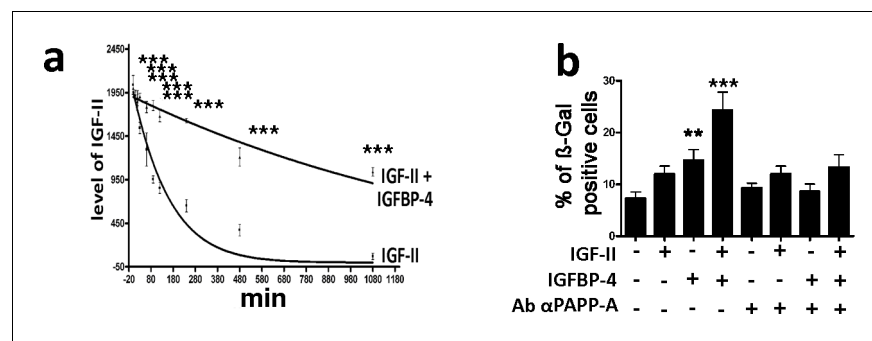 a
level of IGF-II
2450
1950
1450
950
450
-50
***
***
***
***
***
***
***
***
IGF-II +
IGFBP-4
IGF-II
-20 80 180 280 380 480 580 680 780 880 980 1080 1180
min
b
% of ß-Gal
positive cells
30
20
10
0
**
***
IGF-II - + - + - + - +
IGFBP-4 - - + + - - + +
Ab αPAPP-A - - - - + + + +